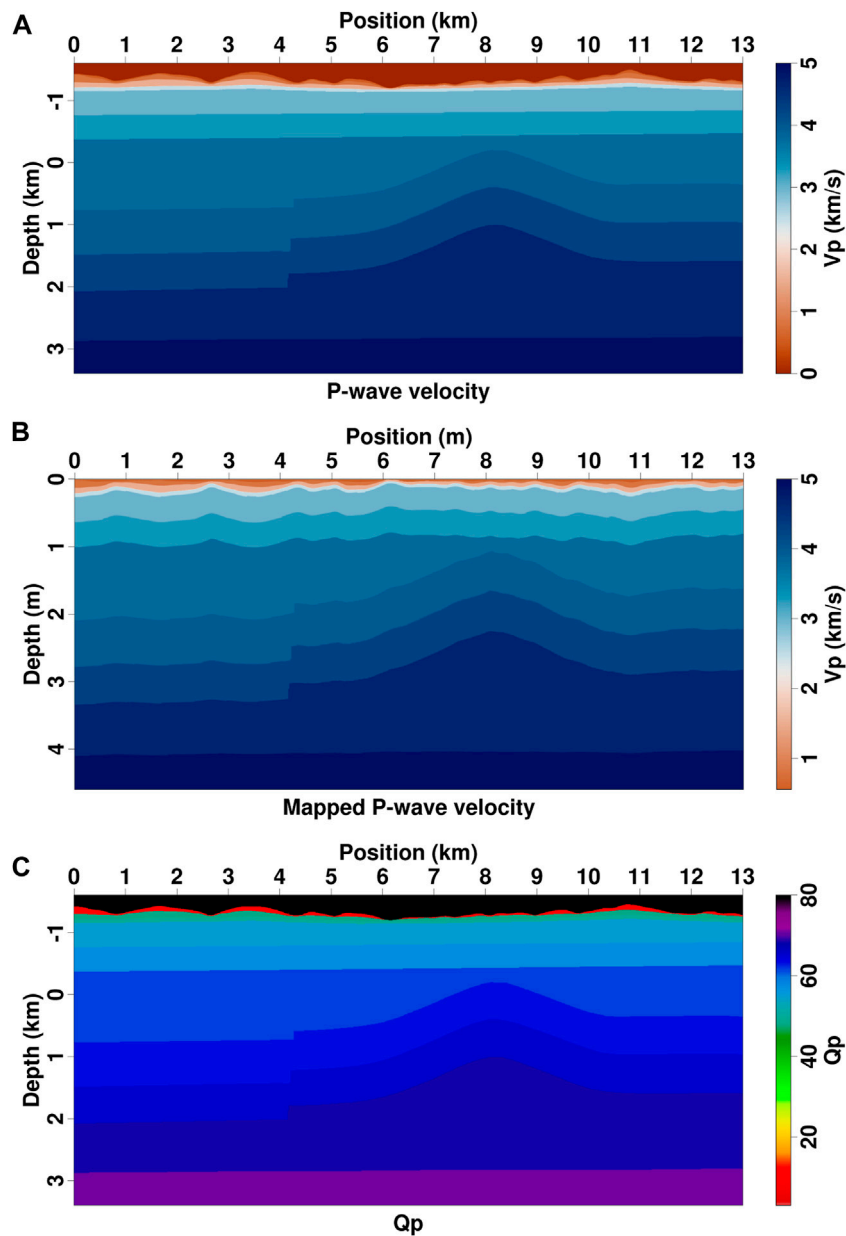 A
Position (km)
0 1 2 3 4 5 6 7 8 9 10 11 12 13
Depth (km)
-1
0
1
2
3
5
4
3
2
1
0
Vp (km/s)
P-wave velocity
B
Position (m)
0 1 2 3 4 5 6 7 8 9 10 11 12 13
Depth (m)
0
1
2
3
4
5
4
3
2
1
Vp (km/s)
Mapped P-wave velocity
C
Position (km)
0 1 2 3 4 5 6 7 8 9 10 11 12 13
Depth (km)
-1
0
1
2
3
80
60
40
20
Qp
Qp